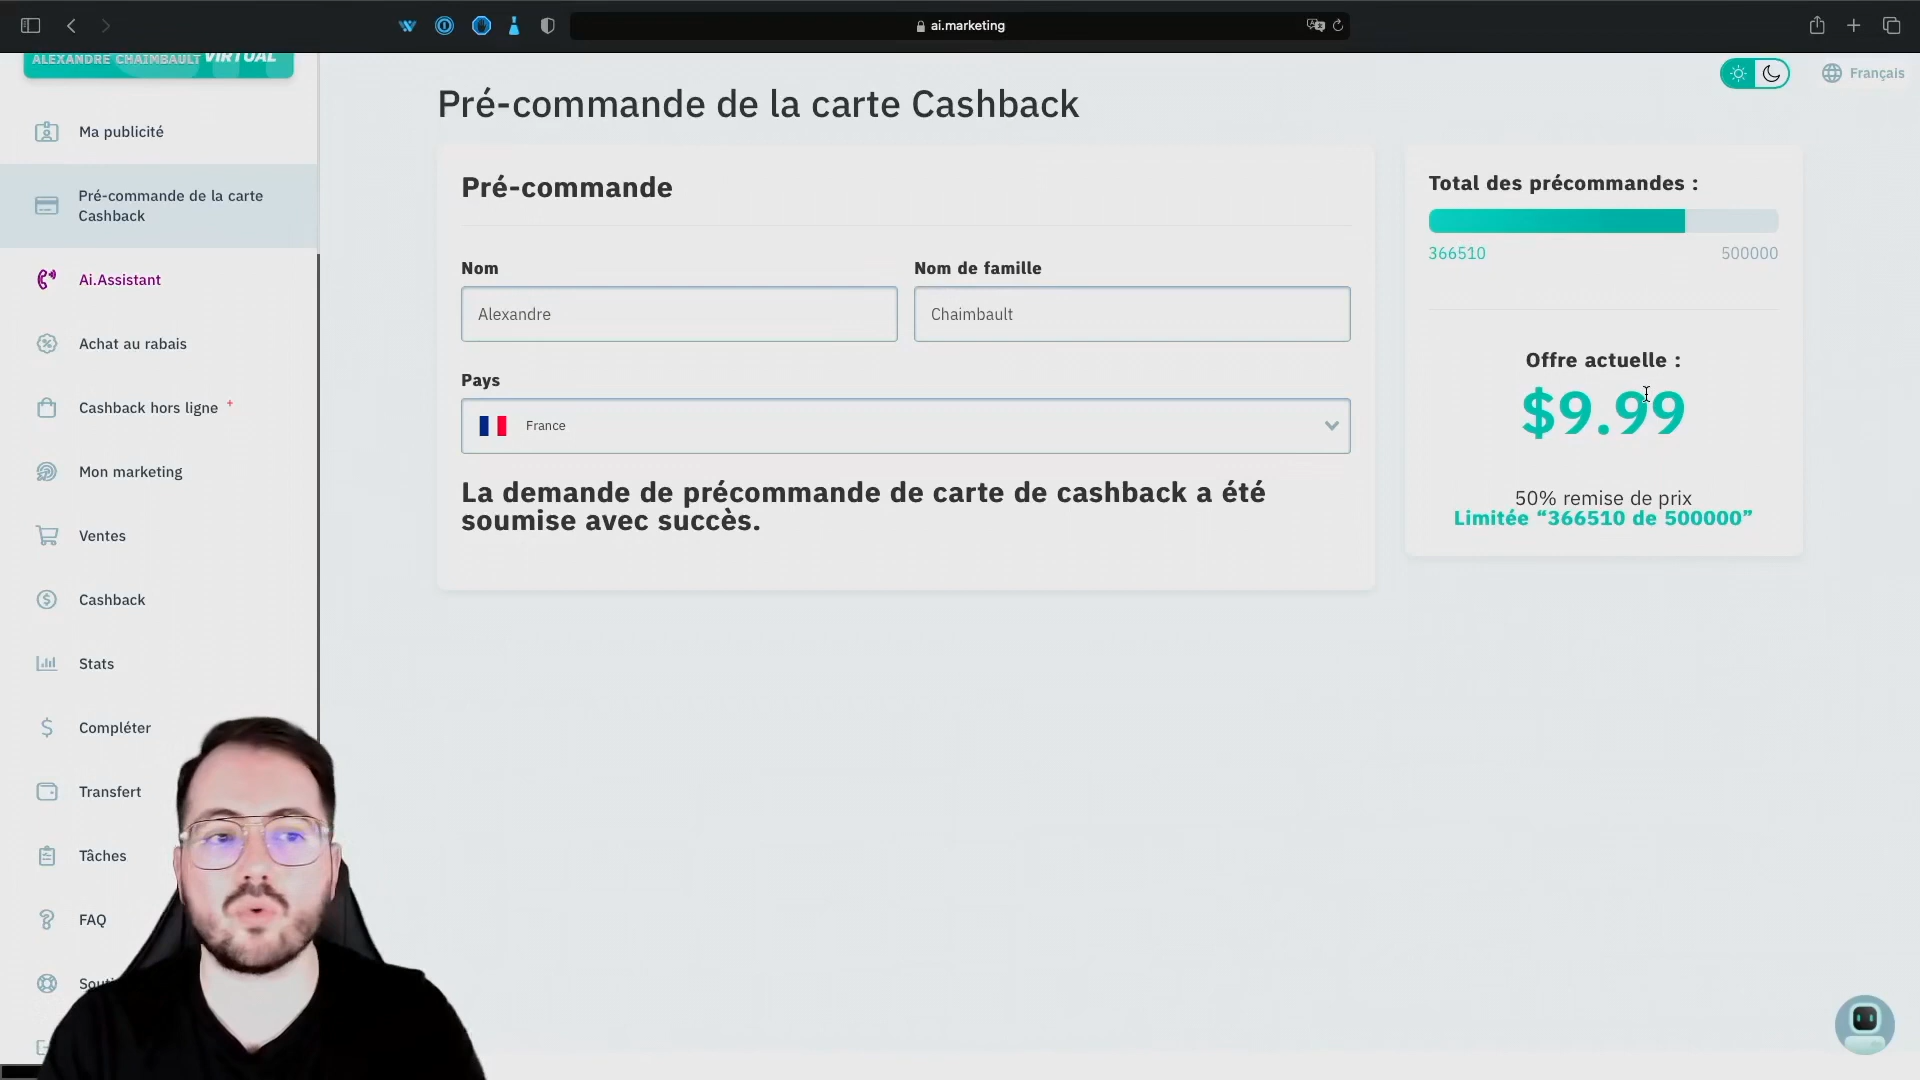 ai.marketing
ALEXANDRE CHAIMBAULT VIRTUAL
Français
Ma publicité
Pré-commande de la carte
Cashback
Ai.Assistant
Achat au rabais
Cashback hors ligne +
Mon marketing
Ventes
Cashback
Stats
Compléter
Transfert
Tâches
FAQ
Pré-commande de la carte Cashback
Pré-commande
Nom
Nom de famille
Alexandre
Chaimbault
Pays
France
La demande de précommande de carte de cashback a été
soumise avec succès.
Total des précommandes :
366510
500000
Offre actuelle :
$9.99
50% remise de prix
Limitée “366510 de 500000”